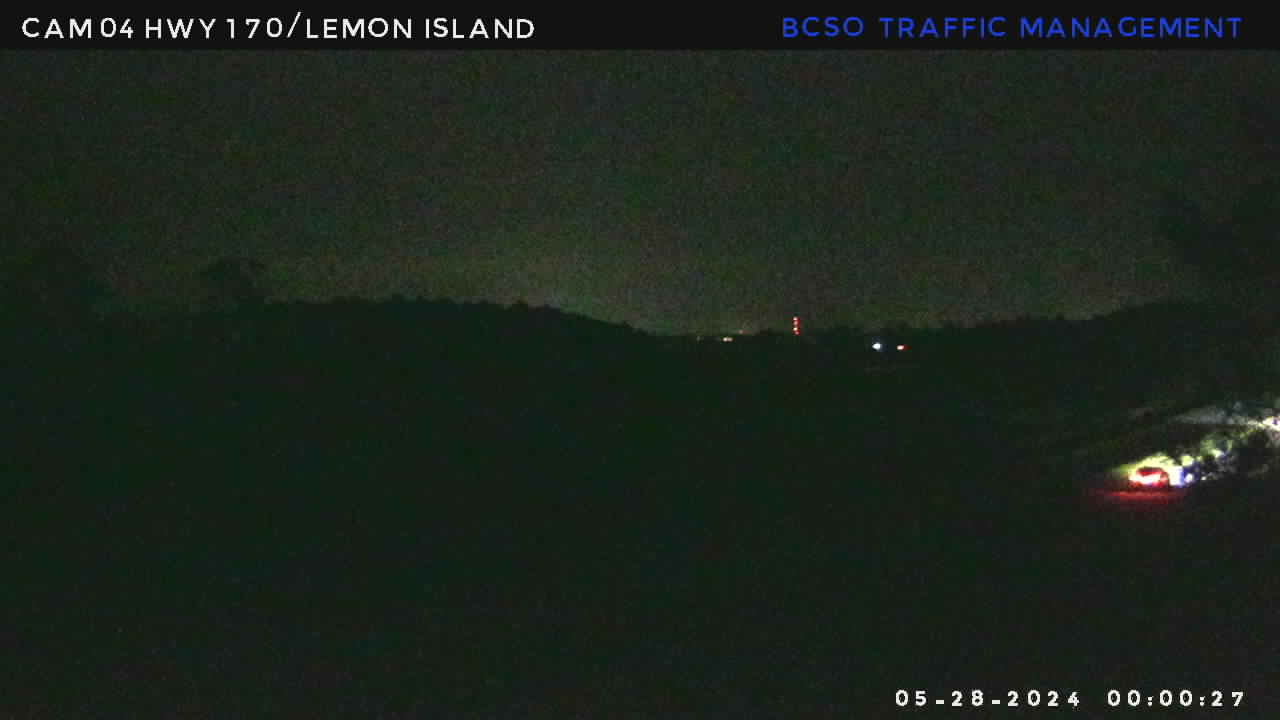 CAM04 HWY 170/LEMON ISLAND
BCSO TRAFFIC MANAGEMENT
05-28-2024 00:00:27